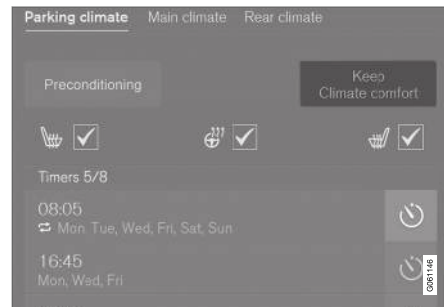 Parking climate Main climate Rear climate
Preconditioning
Keep
Climate comfort
Timers 5/8
08:05
Mon, Tue, Wed, Fri, Sat, Sun
16:45
Mon, Wed, Fri
G061146